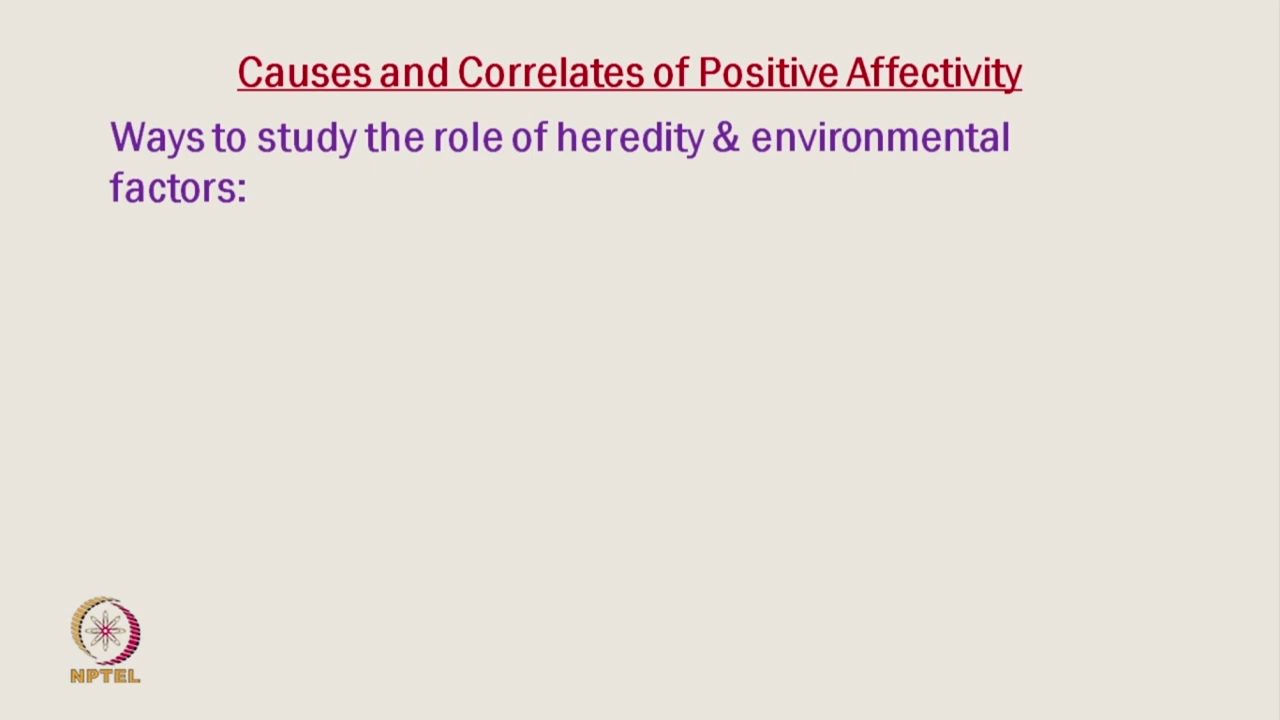 Causes and Correlates of Positive Affectivity
Ways to study the role of heredity & environmental
factors:
NPTEL